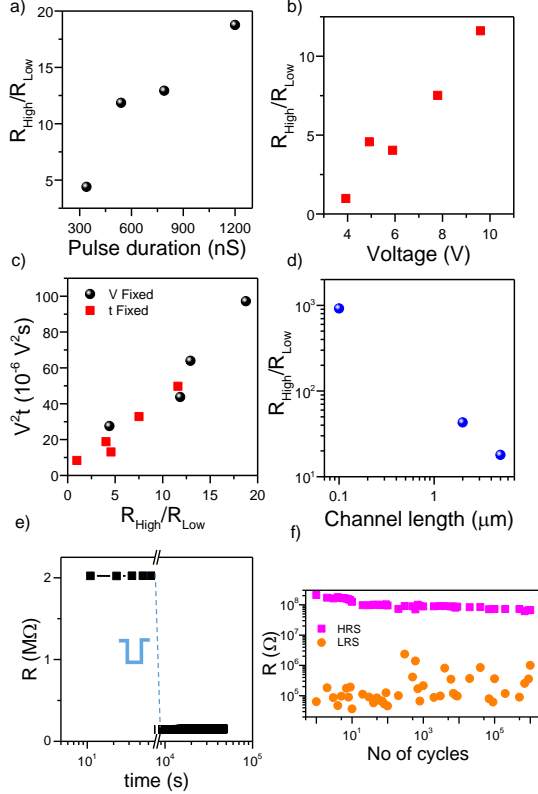 a)
R_High/R_Low
20
15
10
5
300 600 900 1200
Pulse duration (nS)
b)
R_High/R_Low
10
5
0
4 6 8 10
Voltage (V)
c)
V²t (10⁻⁶ V²s)
100
80
60
40
20
0
V Fixed
t Fixed
0 5 10 15 20
R_High/R_Low
d)
R_High/R_Low
10³
10²
10¹
0.1 1
Channel length (μm)
e)
R (MΩ)
2
1
0
10¹ 10⁴ 10⁵
time (s)
f)
R (Ω)
10⁸
10⁷
10⁶
10⁵
HRS
LRS
10¹ 10³ 10⁵
No of cycles